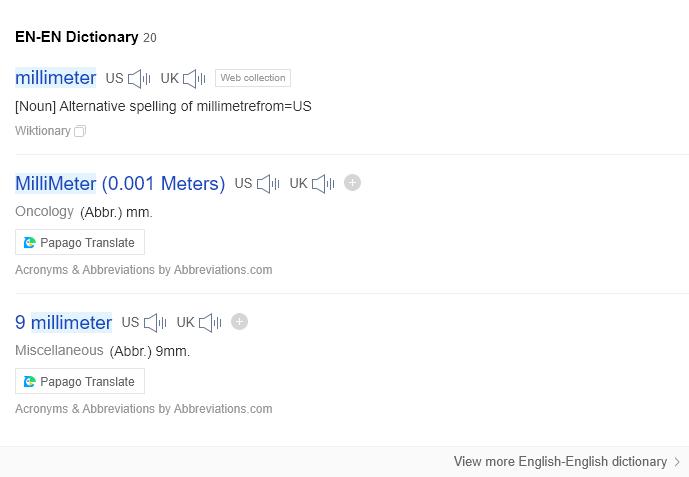 EN-EN Dictionary 20
millimeter US UK Web collection
[Noun] Alternative spelling of millimetrefrom=US
Wiktionary
MilliMeter (0.001 Meters) US UK
Oncology (Abbr.) mm.
Papago Translate
Acronyms & Abbreviations by Abbreviations.com
9 millimeter US UK
Miscellaneous (Abbr.) 9mm.
Papago Translate
Acronyms & Abbreviations by Abbreviations.com
View more English-English dictionary